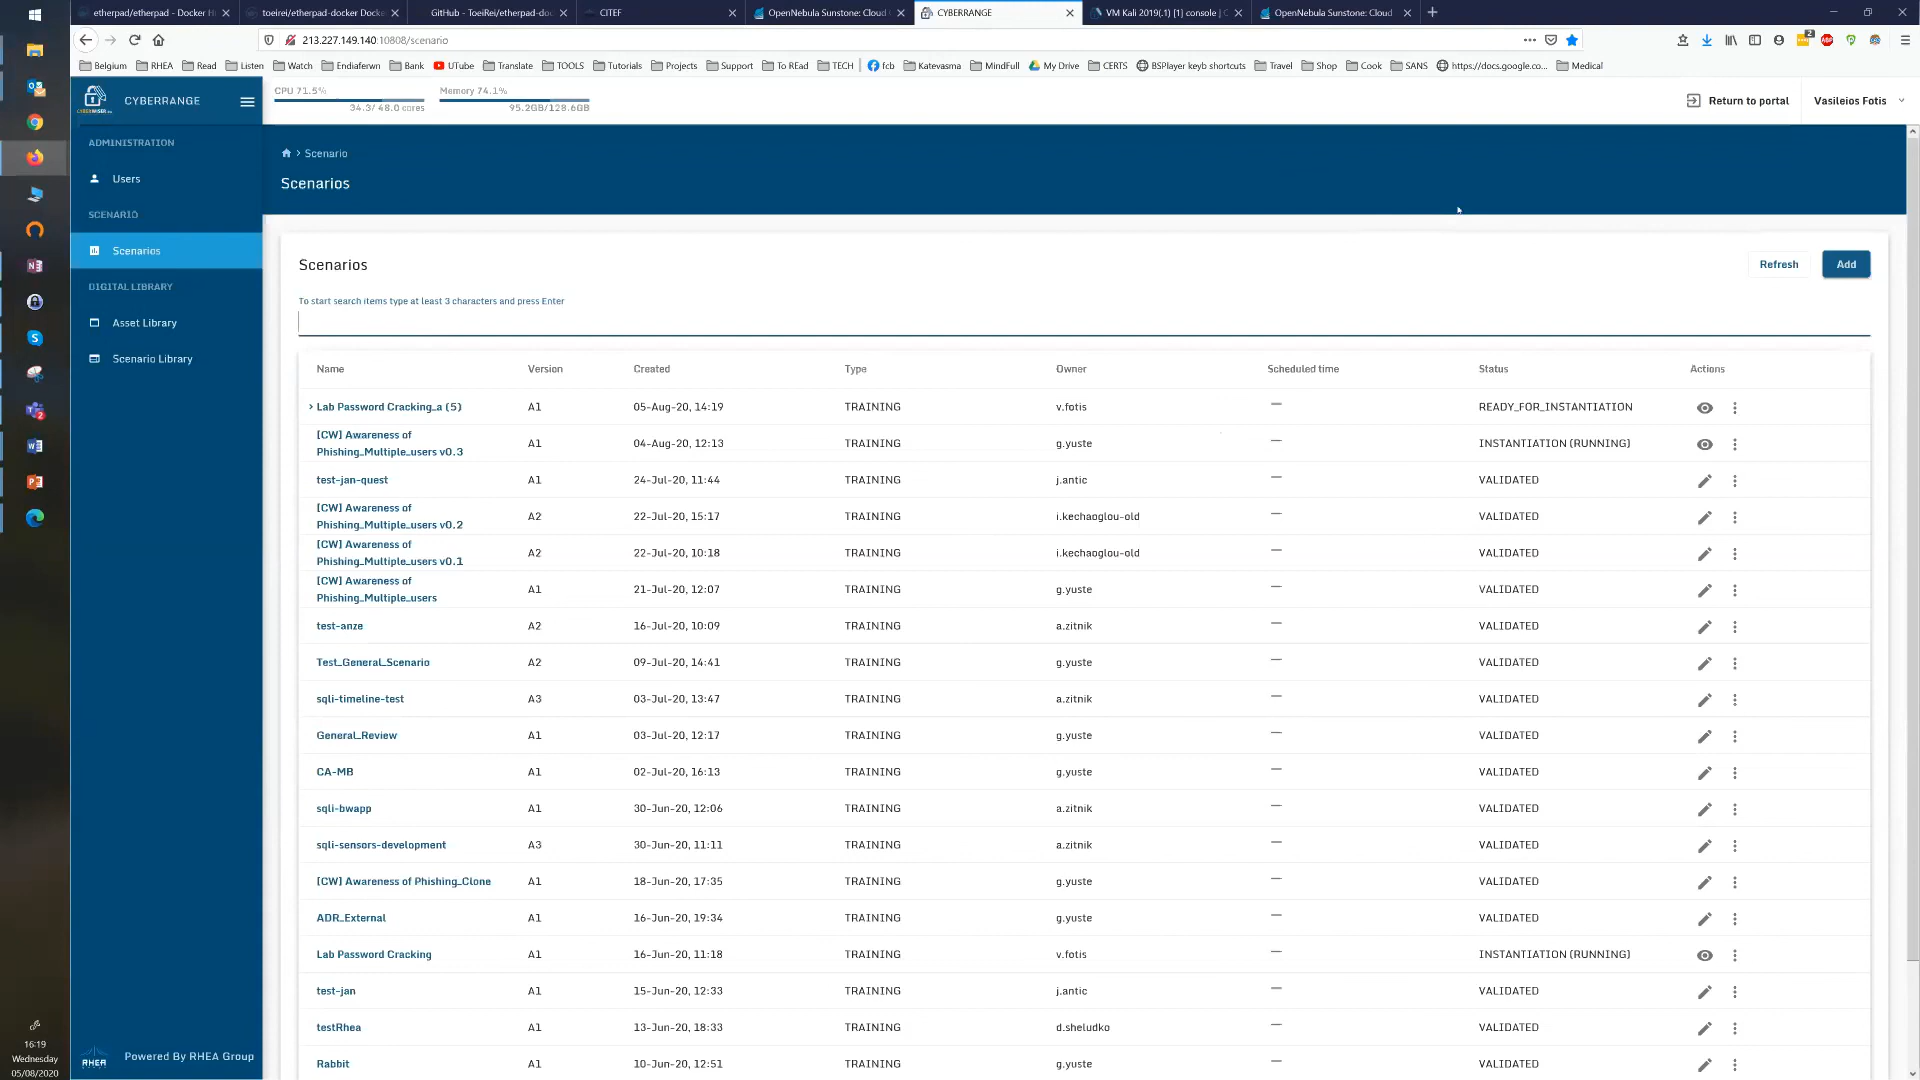 etherpad/etherpad - Docker H
toeirei/etherpad-docker Docke
GitHub - ToeiRei/etherpad-do
CITEF
OpenNebula Sunstone: Cloud
CYBERRANGE
VM Kali 2019(.1) [1] console |
OpenNebula Sunstone: Cloud
213.227.149.140:10808/scenario
2
ABP
Belgium
RHEA
Read
Listen
Watch
Endiaferwn
Bank
UTube
Translate
TOOLS
Tutorials
Projects
Support
To REad
TECH
fcb
Katevasma
MindFull
My Drive
CERTS
BSPlayer keyb shortcuts
Travel
Shop
Cook
SANS
https://docs.google.co...
Medical
CYBERRANGE
CPU 71.5%
34.3/ 48.0 cores
Memory 74.1%
95.2GB/128.6GB
Return to portal
Vasileios Fotis
ADMINISTRATION
Users
SCENARIO
Scenarios
DIGITAL LIBRARY
Asset Library
Scenario Library
Scenario
Scenarios
Scenarios
Refresh
Add
To start search items type at least 3 characters and press Enter
Name Version Created Type Owner Scheduled time Status Actions
Lab Password Cracking_a (5) A1 05-Aug-20, 14:19 TRAINING v.fotis — READY_FOR_INSTANTIATION
[CW] Awareness of
Phishing_Multiple_users v0.3 A1 04-Aug-20, 12:13 TRAINING g.yuste — INSTANTIATION (RUNNING)
test-jan-quest A1 24-Jul-20, 11:44 TRAINING j.antic — VALIDATED
[CW] Awareness of
Phishing_Multiple_users v0.2 A2 22-Jul-20, 15:17 TRAINING i.kechaoglou-old — VALIDATED
[CW] Awareness of
Phishing_Multiple_users v0.1 A2 22-Jul-20, 10:18 TRAINING i.kechaoglou-old — VALIDATED
[CW] Awareness of
Phishing_Multiple_users A1 21-Jul-20, 12:07 TRAINING g.yuste — VALIDATED
test-anze A2 16-Jul-20, 10:09 TRAINING a.zitnik — VALIDATED
Test_General_Scenario A2 09-Jul-20, 14:41 TRAINING g.yuste — VALIDATED
sqli-timeline-test A3 03-Jul-20, 13:47 TRAINING a.zitnik — VALIDATED
General_Review A1 03-Jul-20, 12:17 TRAINING g.yuste — VALIDATED
CA-MB A1 02-Jul-20, 16:13 TRAINING g.yuste — VALIDATED
sqli-bwapp A1 30-Jun-20, 12:06 TRAINING a.zitnik — VALIDATED
sqli-sensors-development A3 30-Jun-20, 11:11 TRAINING a.zitnik — VALIDATED
[CW] Awareness of Phishing_Clone A1 18-Jun-20, 17:35 TRAINING g.yuste — VALIDATED
ADR_External A1 16-Jun-20, 19:34 TRAINING g.yuste — VALIDATED
Lab Password Cracking A1 16-Jun-20, 11:18 TRAINING v.fotis — INSTANTIATION (RUNNING)
test-jan A1 15-Jun-20, 12:33 TRAINING j.antic — VALIDATED
testRhea A1 13-Jun-20, 18:33 TRAINING d.sheludko — VALIDATED
Rabbit A1 10-Jun-20, 12:51 TRAINING g.yuste — VALIDATED
RHEA
Powered By RHEA Group
16:19
Wednesday
05/08/2020